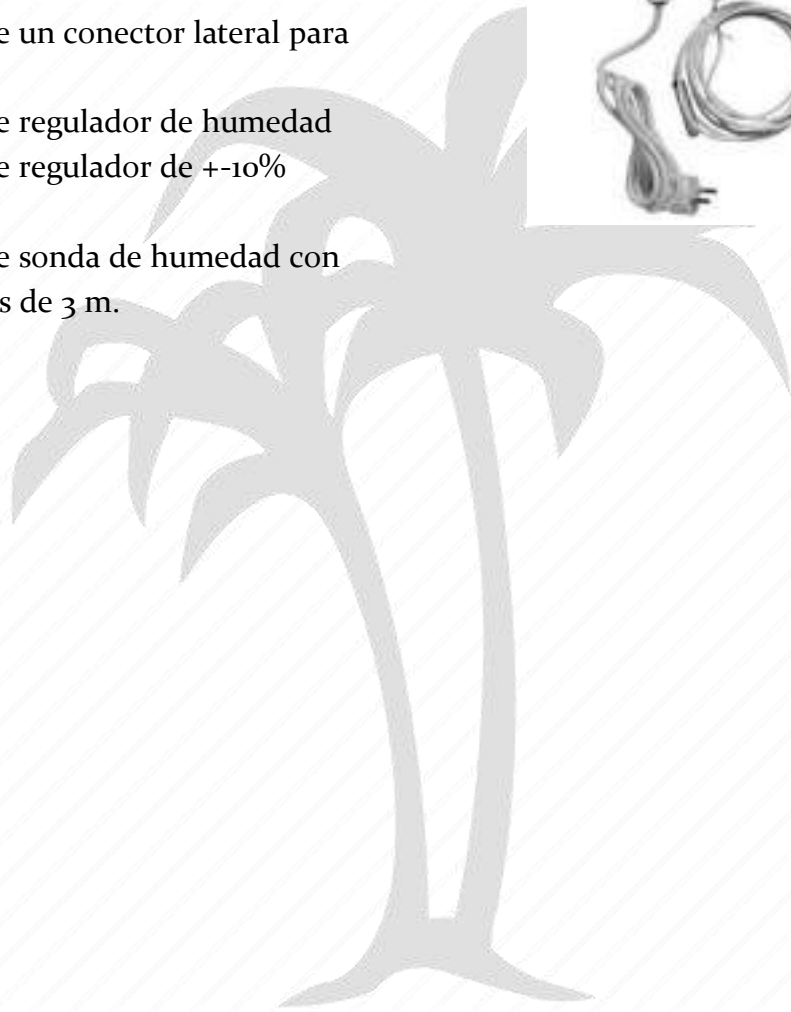 e un conector lateral para
e regulador de humedad
e regulador de +-10%
e sonda de humedad con
s de 3 m.